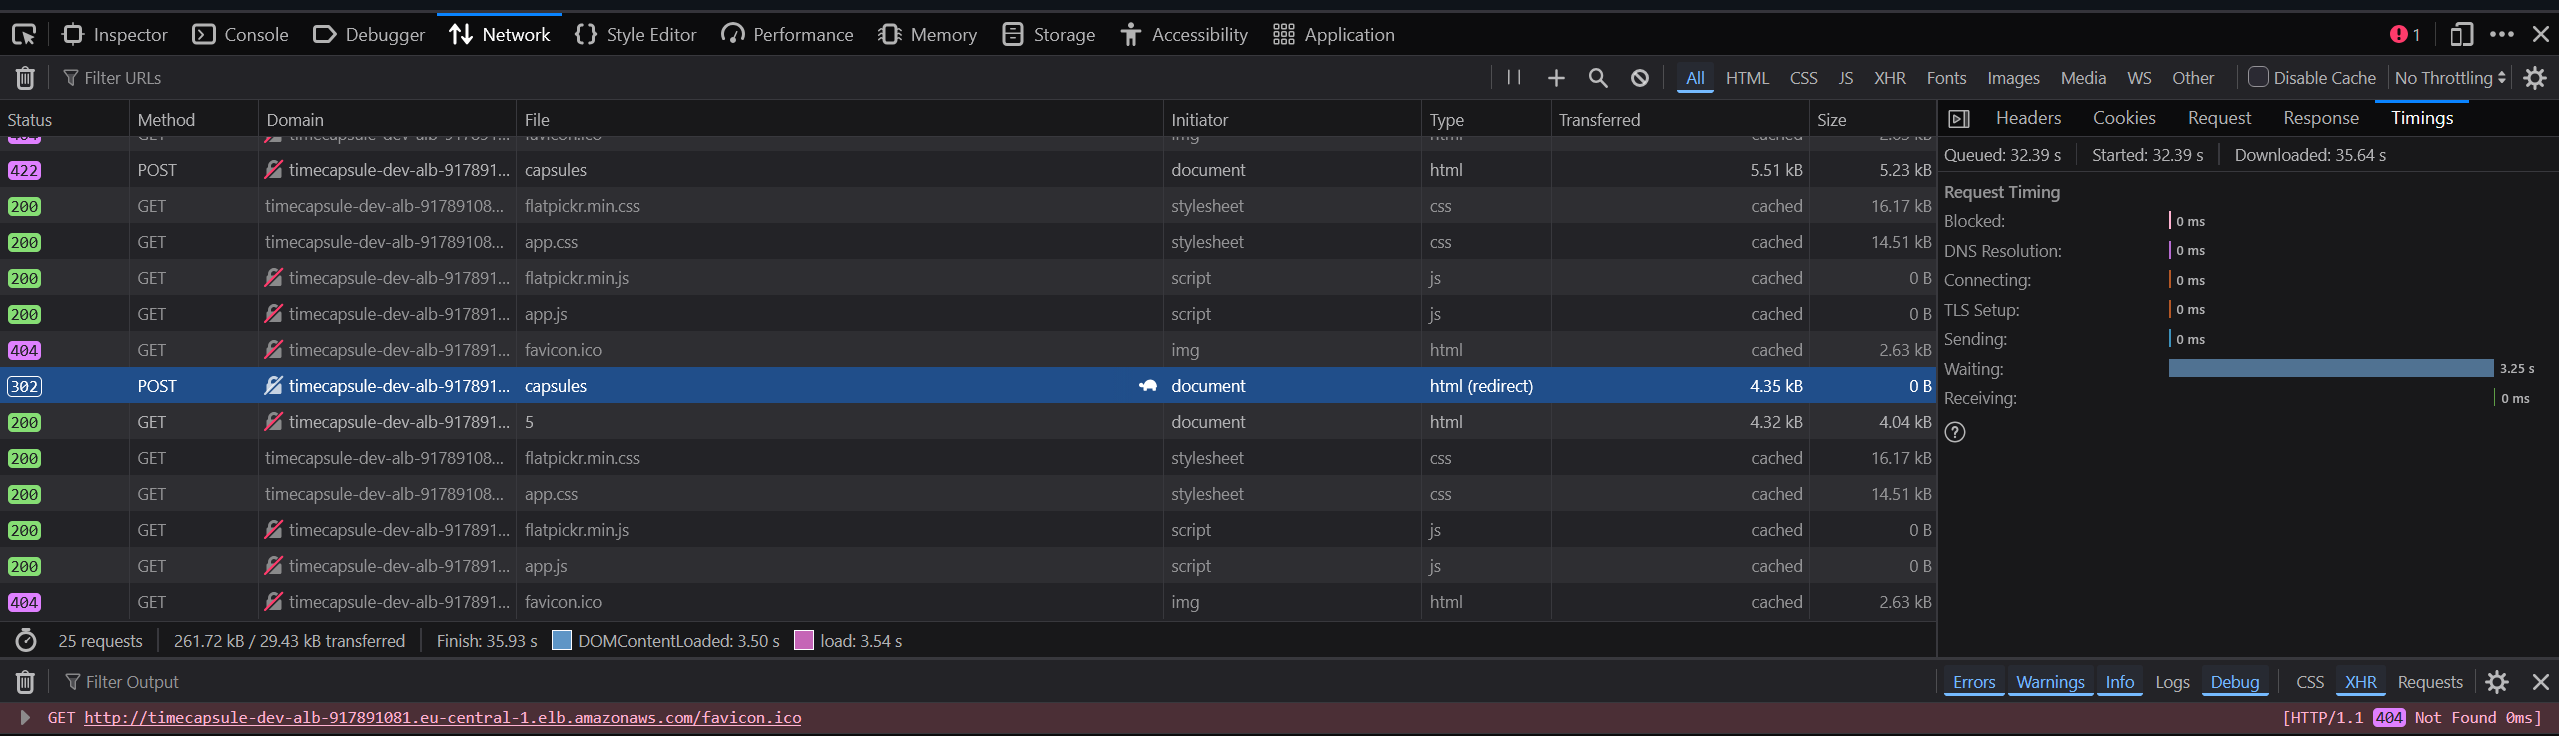 Inspector Console Debugger Network Style Editor Performance Memory Storage Accessibility Application 1
Filter URLs All HTML CSS JS XHR Fonts Images Media WS Other Disable Cache No Throttling
Status Method Domain File Initiator Type Transferred Size
404 GET timecapsule-dev-alb-917891... favicon.ico img html cached 2.63 kB
422 POST timecapsule-dev-alb-917891... capsules document html 5.51 kB 5.23 kB
200 GET timecapsule-dev-alb-91789108... flatpickr.min.css stylesheet css cached 16.17 kB
200 GET timecapsule-dev-alb-91789108... app.css stylesheet css cached 14.51 kB
200 GET timecapsule-dev-alb-917891... flatpickr.min.js script js cached 0 B
200 GET timecapsule-dev-alb-917891... app.js script js cached 0 B
404 GET timecapsule-dev-alb-917891... favicon.ico img html cached 2.63 kB
302 POST timecapsule-dev-alb-917891... capsules document html (redirect) 4.35 kB 0 B
200 GET timecapsule-dev-alb-917891... 5 document html 4.32 kB 4.04 kB
200 GET timecapsule-dev-alb-91789108... flatpickr.min.css stylesheet css cached 16.17 kB
200 GET timecapsule-dev-alb-91789108... app.css stylesheet css cached 14.51 kB
200 GET timecapsule-dev-alb-917891... flatpickr.min.js script js cached 0 B
200 GET timecapsule-dev-alb-917891... app.js script js cached 0 B
404 GET timecapsule-dev-alb-917891... favicon.ico img html cached 2.63 kB
25 requests 261.72 kB / 29.43 kB transferred Finish: 35.93 s DOMContentLoaded: 3.50 s load: 3.54 s
Headers Cookies Request Response Timings
Queued: 32.39 s Started: 32.39 s Downloaded: 35.64 s
Request Timing
Blocked: 0 ms
DNS Resolution: 0 ms
Connecting: 0 ms
TLS Setup: 0 ms
Sending: 0 ms
Waiting: 3.25 s
Receiving: 0 ms
Filter Output Errors Warnings Info Logs Debug CSS XHR Requests
GET http://timecapsule-dev-alb-917891081.eu-central-1.elb.amazonaws.com/favicon.ico [HTTP/1.1 404 Not Found 0ms]